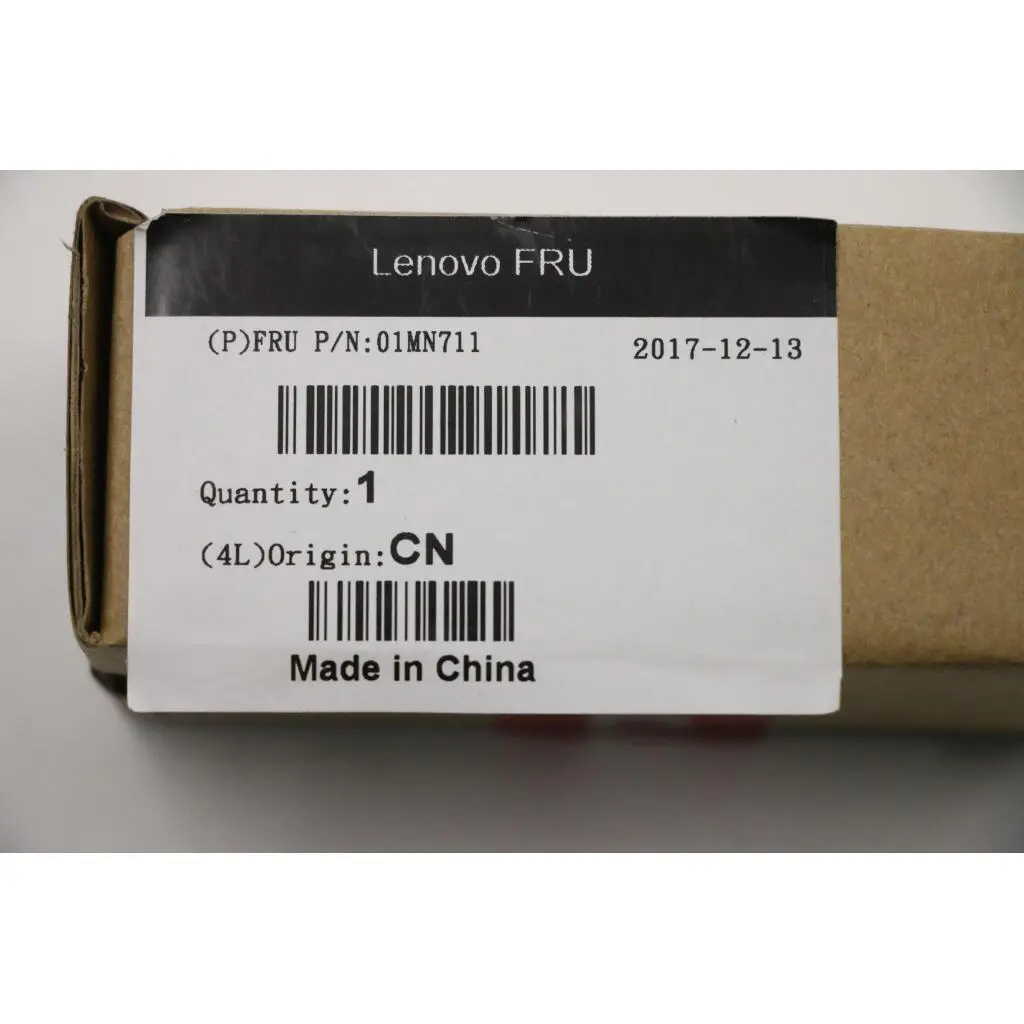 Lenovo FRU
(P)FRU P/N:01MN711
2017-12-13
Quantity:1
(4L)Origin:CN
Made in China